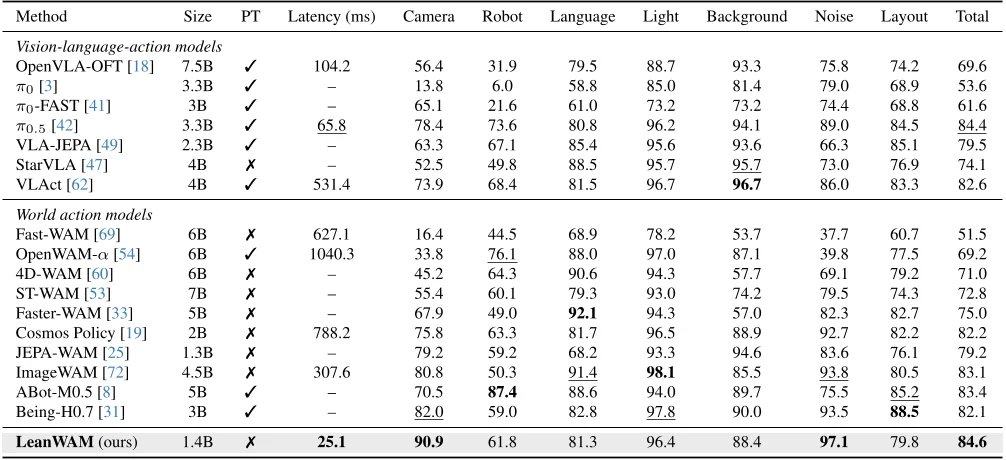 Method Size PT Latency (ms) Camera Robot Language Light Background Noise Layout Total
Vision-language-action models
OpenVLA-OFT [18] 7.5B ✓ 104.2 56.4 31.9 79.5 88.7 93.3 75.8 74.2 69.6
π0 [3] 3.3B ✓ – 13.8 6.0 58.8 85.0 81.4 79.0 68.9 53.6
π0-FAST [41] 3B ✓ – 65.1 21.6 61.0 73.2 73.2 74.4 68.8 61.6
π0.5 [42] 3.3B ✓ 65.8 78.4 73.6 80.8 96.2 94.1 89.0 84.5 84.4
VLA-JEPA [49] 2.3B ✓ – 63.3 67.1 85.4 95.6 93.6 66.3 85.1 79.5
StarVLA [47] 4B ✗ – 52.5 49.8 88.5 95.7 95.7 73.0 76.9 74.1
VLAct [62] 4B ✓ 531.4 73.9 68.4 81.5 96.7 96.7 86.0 83.3 82.6
World action models
Fast-WAM [69] 6B ✗ 627.1 16.4 44.5 68.9 78.2 53.7 37.7 60.7 51.5
OpenWAM-α [54] 6B ✓ 1040.3 33.8 76.1 88.0 97.0 87.1 39.8 77.5 69.2
4D-WAM [60] 6B ✗ – 45.2 64.3 90.6 94.3 57.7 69.1 79.2 71.0
ST-WAM [53] 7B ✗ – 55.4 60.1 79.3 93.0 74.2 79.5 74.3 72.8
Faster-WAM [33] 5B ✗ – 67.9 49.0 92.1 94.3 57.0 82.3 82.7 75.0
Cosmos Policy [19] 2B ✗ 788.2 75.8 63.3 81.7 96.5 88.9 92.7 82.2 82.2
JEPA-WAM [25] 1.3B ✗ – 79.2 59.2 68.2 93.3 94.6 83.6 76.1 79.2
ImageWAM [72] 4.5B ✗ 307.6 80.8 50.3 91.4 98.1 85.5 93.8 80.5 83.1
ABot-M0.5 [8] 5B ✓ – 70.5 87.4 88.6 94.0 89.7 75.5 85.2 83.4
Being-H0.7 [31] 3B ✓ – 82.0 59.0 82.8 97.8 90.0 93.5 88.5 82.1
LeanWAM (ours) 1.4B ✗ 25.1 90.9 61.8 81.3 96.4 88.4 97.1 79.8 84.6